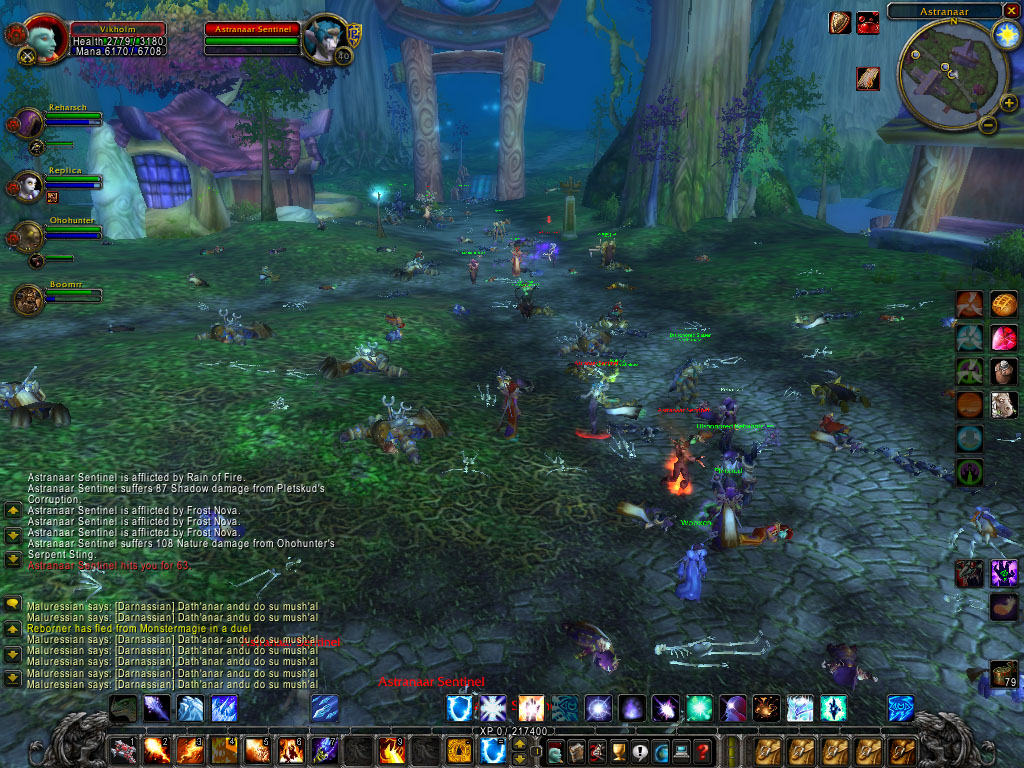 Vikholm
Health 2779 / 3180
Mana 6170 / 6708
Astranaar Sentinel
40
Astranaar
N
Reharsch
Replica
Ohohunter
Boomrr
Astranaar Sentinel is afflicted by Rain of Fire.
Astranaar Sentinel suffers 87 Shadow damage from Pletskud's
Corruption.
Astranaar Sentinel is afflicted by Frost Nova.
Astranaar Sentinel is afflicted by Frost Nova.
Astranaar Sentinel is afflicted by Frost Nova.
Astranaar Sentinel suffers 108 Nature damage from Ohohunter's
Serpent Sting.
Astranaar Sentinel hits you for 63.
Maluressian says: [Darnassian] Dath'anar andu do su mush'al
Maluressian says: [Darnassian] Dath'anar andu do su mush'al
Reborner has fled from Monstermagie in a duel
Maluressian says: [Darnassian] Dath'anar andu do su mush'al
Maluressian says: [Darnassian] Dath'anar andu do su mush'al
Maluressian says: [Darnassian] Dath'anar andu do su mush'al
Maluressian says: [Darnassian] Dath'anar andu do su mush'al
Maluressian says: [Darnassian] Dath'anar andu do su mush'al
Astranaar Sentinel
79
XP 0 / 217400